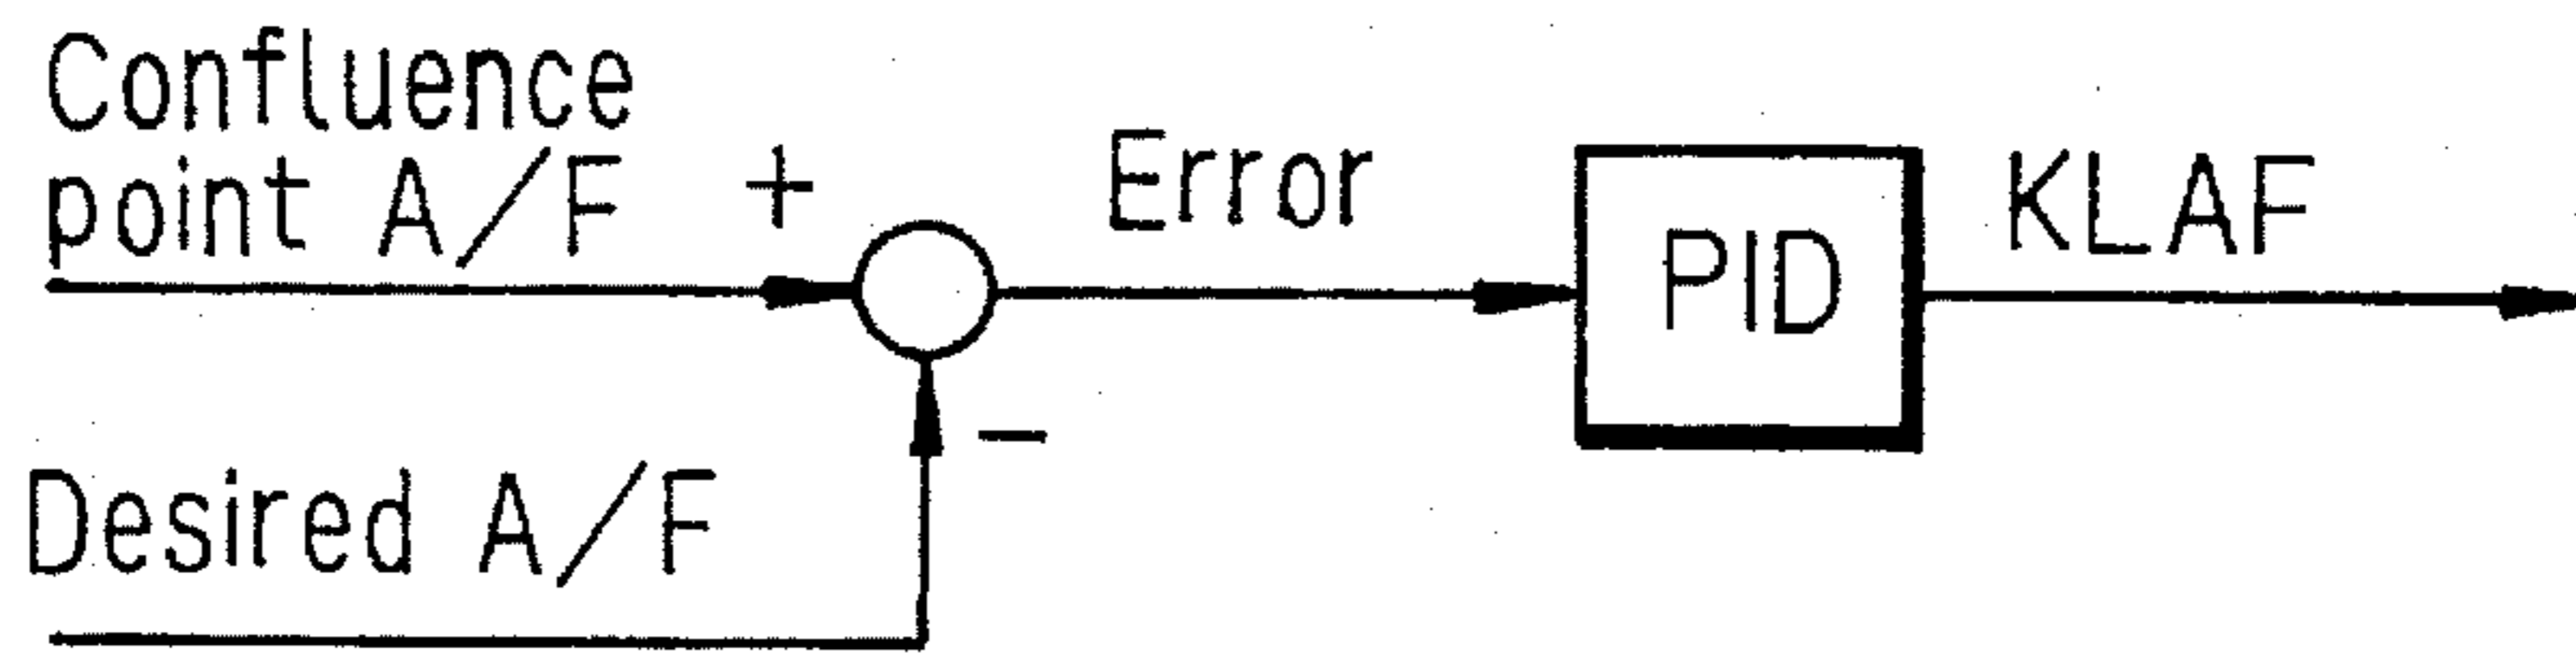 Confluence
point A/F
+
Error
PID
KLAF
−
Desired A/F